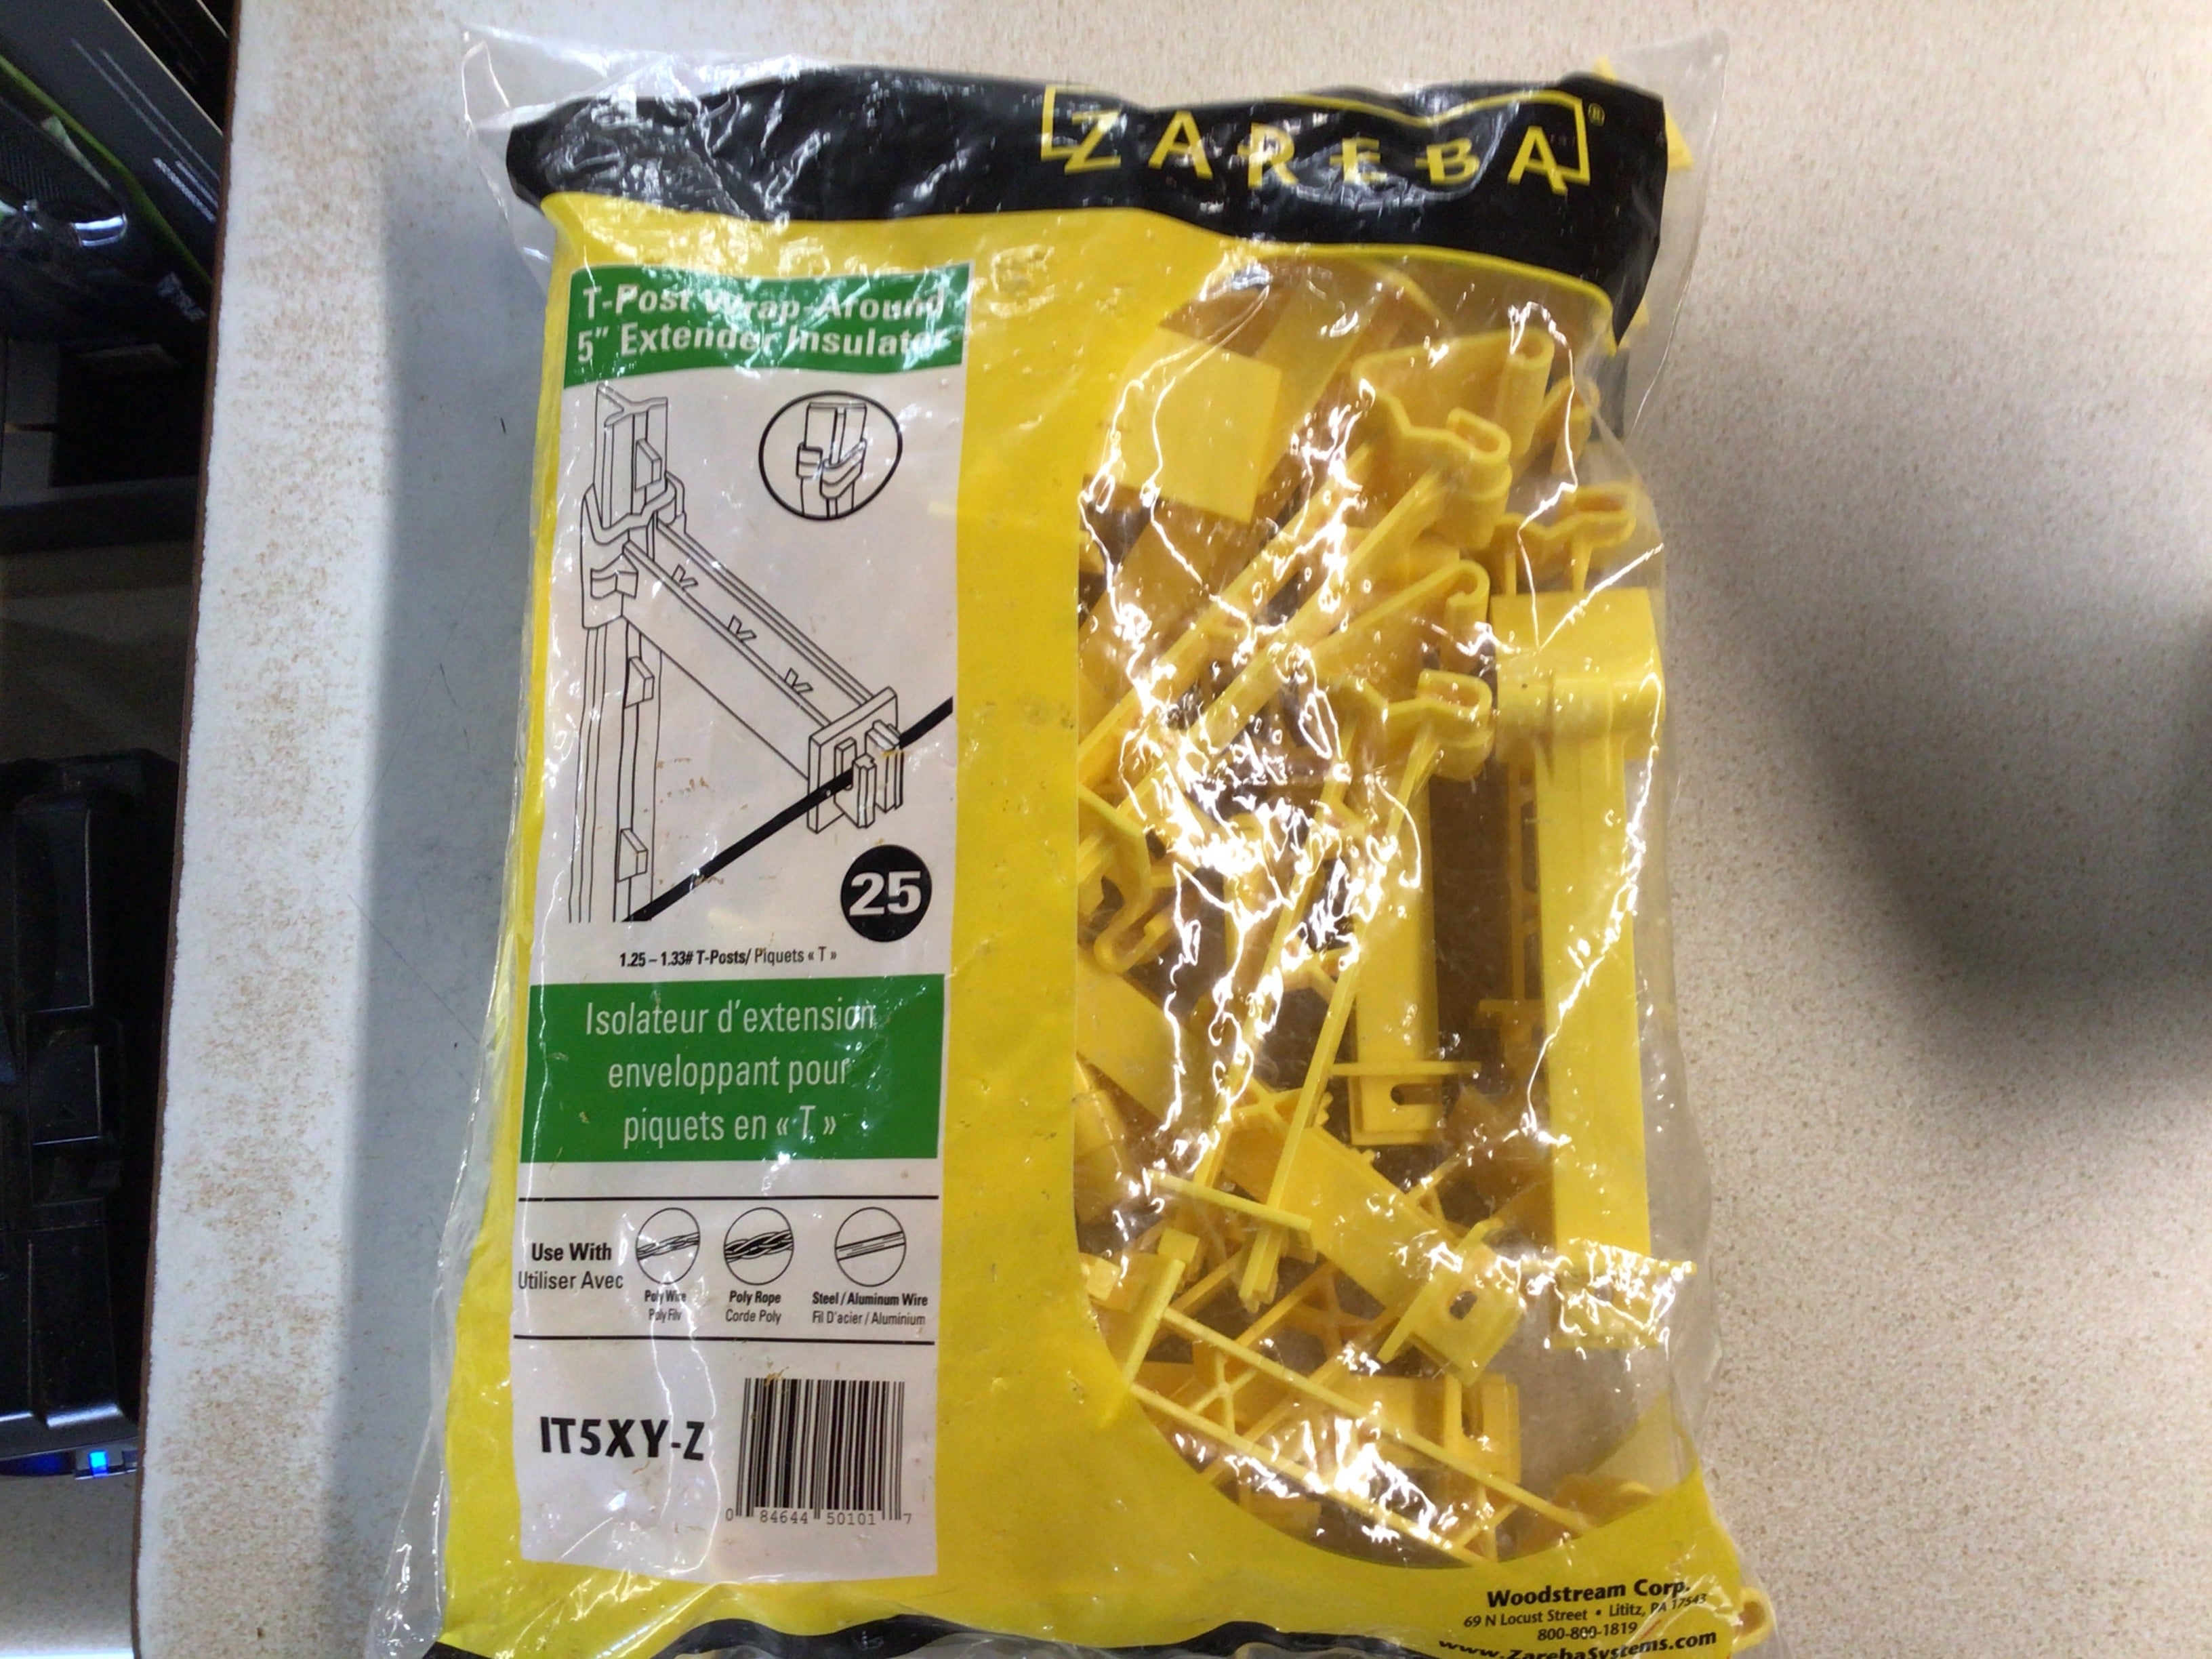 ZAREBA®
T-Post Wrap-Around
5" Extender Insulator
25
1.25 – 1.33# T-Posts/ Piquets « T »
Isolateur d'extension
enveloppant pour
piquets en « T »
Use With
Utiliser Avec
Poly Wire
Poly Filv
Poly Rope
Corde Poly
Steel / Aluminum Wire
Fil D'acier / Aluminium
IT5XY-Z
0 84644 50101 7
Woodstream Corp.
69 N Locust Street • Lititz, PA 17543
800-800-1819
www.ZarebaSystems.com